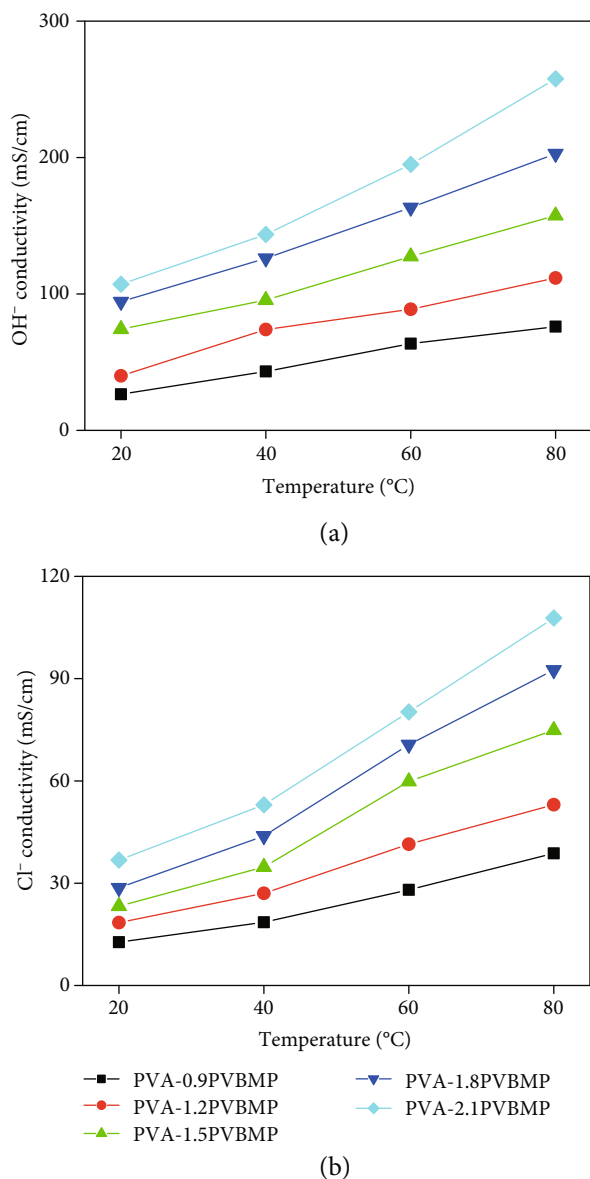 300
200
100
0
OH⁻ conductivity (mS/cm)
20 40 60 80
Temperature (°C)
(a)
120
90
60
30
0
Cl⁻ conductivity (mS/cm)
20 40 60 80
Temperature (°C)
PVA-0.9PVBMP PVA-1.8PVBMP
PVA-1.2PVBMP PVA-2.1PVBMP
PVA-1.5PVBMP
(b)